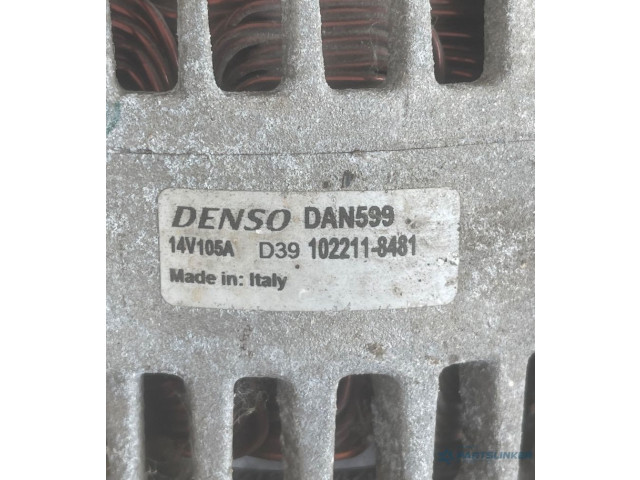 DENSO DAN599
14V105A D39 102211-8481
Made in: Italy